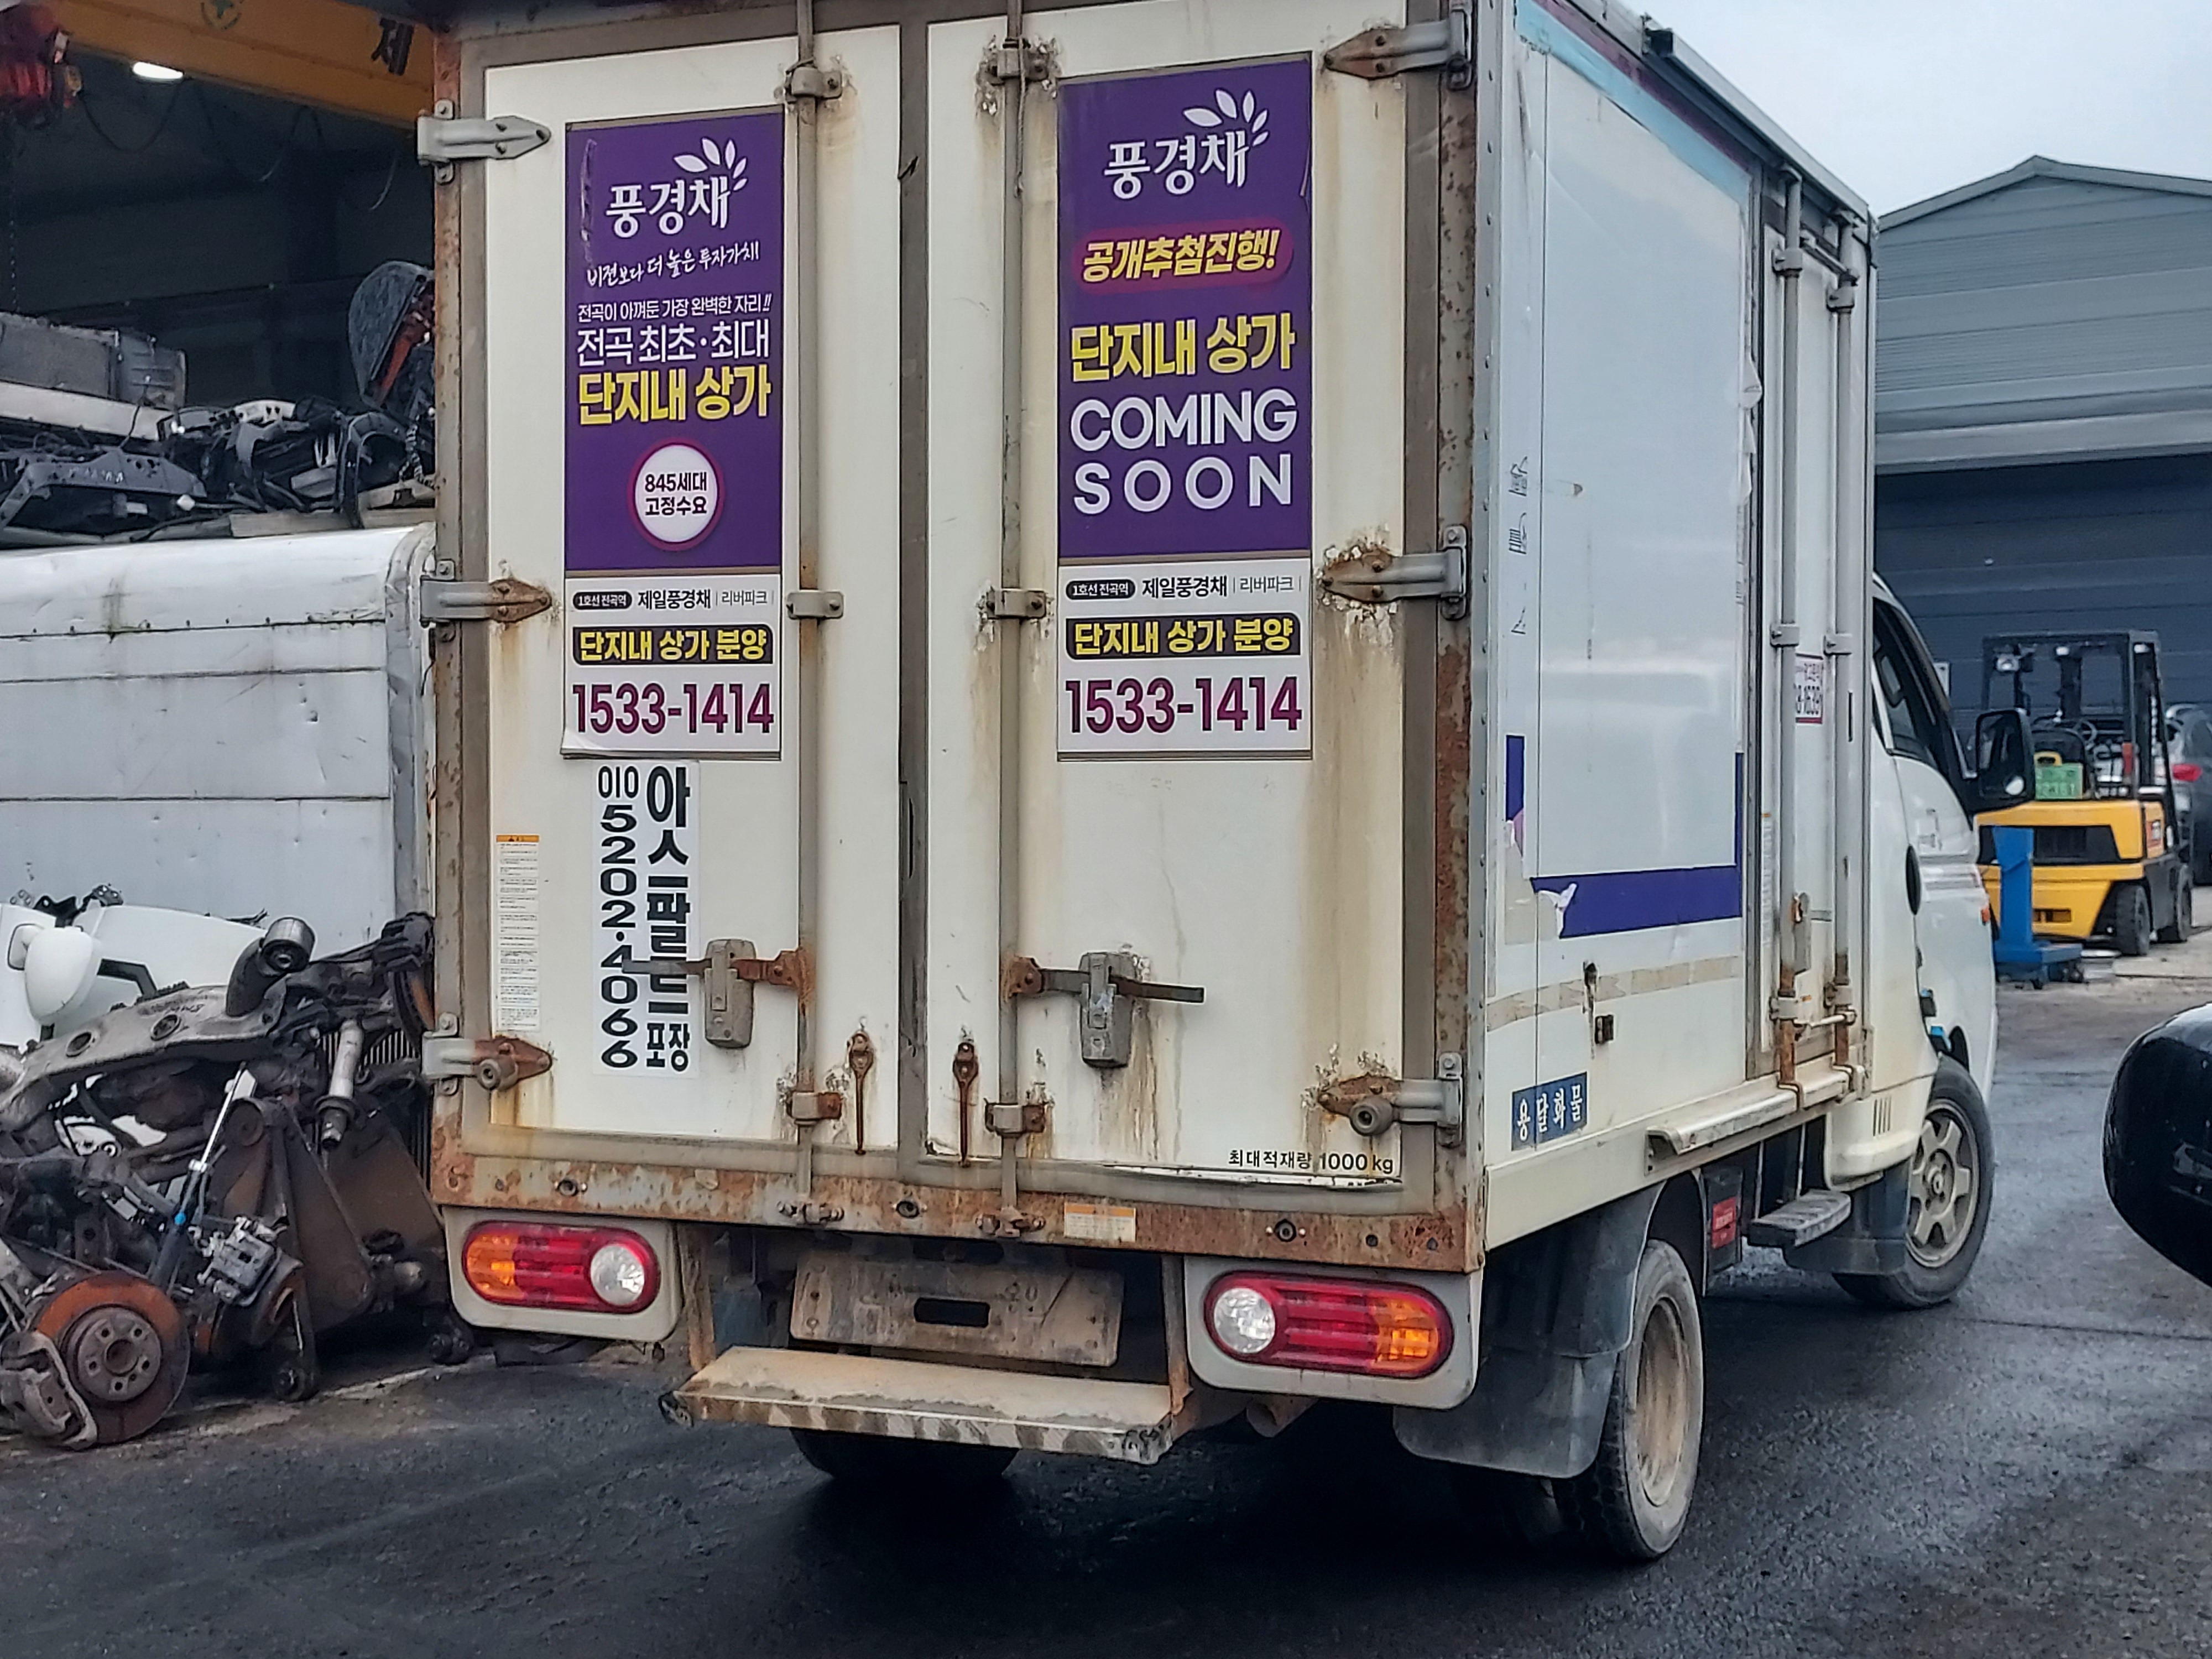 제
풍경채
비전보다 더 높은 투자가치!
전곡이 아껴둔 가장 완벽한 자리!!
전곡 최초·최대
단지내 상가
845세대
고정수요
1호선 전곡역 제일풍경채 | 리버파크 |
단지내 상가 분양
1533-1414
풍경채
공개추첨진행!
단지내 상가
COMING
SOON
1호선 전곡역 제일풍경채 | 리버파크 |
단지내 상가 분양
1533-1414
아스팔트포장
010 5202·4066
최대적재량 1000kg
용달화물